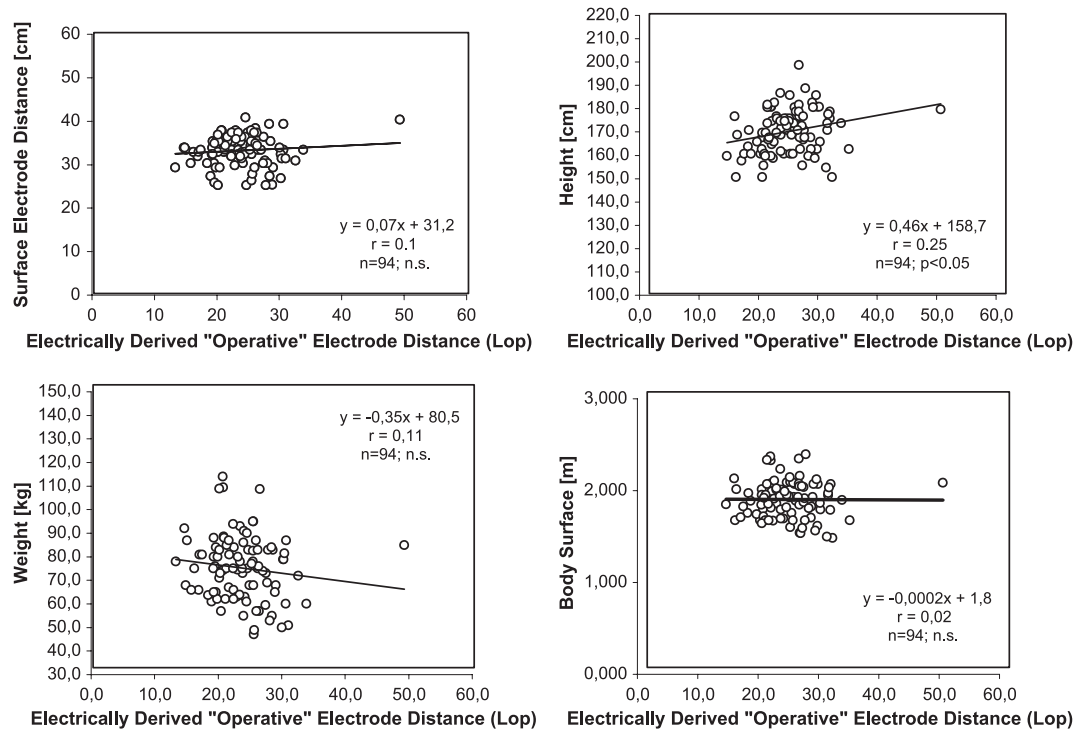 Surface Electrode Distance [cm]
60
50
40
30
20
10
0
y = 0,07x + 31,2
r = 0.1
n=94; n.s.
0 10 20 30 40 50 60
Electrically Derived "Operative" Electrode Distance (Lop)
Height [cm]
220,0
210,0
200,0
190,0
180,0
170,0
160,0
150,0
140,0
130,0
120,0
110,0
100,0
y = 0,46x + 158,7
r = 0.25
n=94; p<0.05
0,0 10,0 20,0 30,0 40,0 50,0 60,0
Electrically Derived "Operative" Electrode Distance (Lop)
Weight [kg]
150,0
140,0
130,0
120,0
110,0
100,0
90,0
80,0
70,0
60,0
50,0
40,0
30,0
y = -0,35x + 80,5
r = 0,11
n=94; n.s.
0,0 10,0 20,0 30,0 40,0 50,0 60,0
Electrically Derived "Operative" Electrode Distance (Lop)
Body Surface [m]
3,000
2,000
1,000
0,000
y = -0,0002x + 1,8
r = 0,02
n=94; n.s.
0,0 10,0 20,0 30,0 40,0 50,0 60,0
Electrically Derived "Operative" Electrode Distance (Lop)